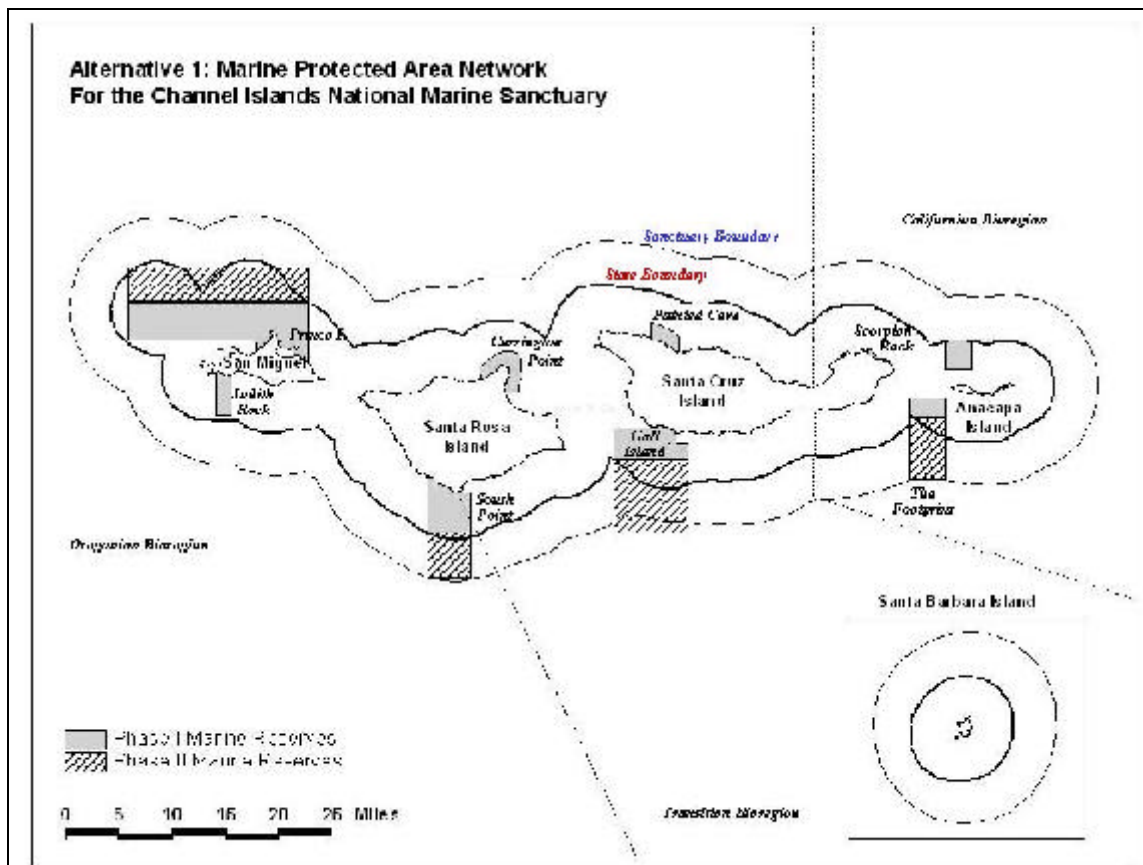 Alternative 1: Marine Protected Area Network
For the Channel Islands National Marine Sanctuary
Californian Bioregion
Sanctuary Boundary
State Boundary
Painted Cave
Scorpion
Rock
Carrington
Point
San Miguel
Judith
Rock
Santa Cruz
Island
Anacapa
Island
Santa Rosa
Island
Gull
Island
South
Point
The
Footprint
Oregonian Bioregion
Santa Barbara Island
Phase I Marine Reserves
Phase II Marine Reserves
0 5 10 15 20 25 Miles
Transition Bioregion